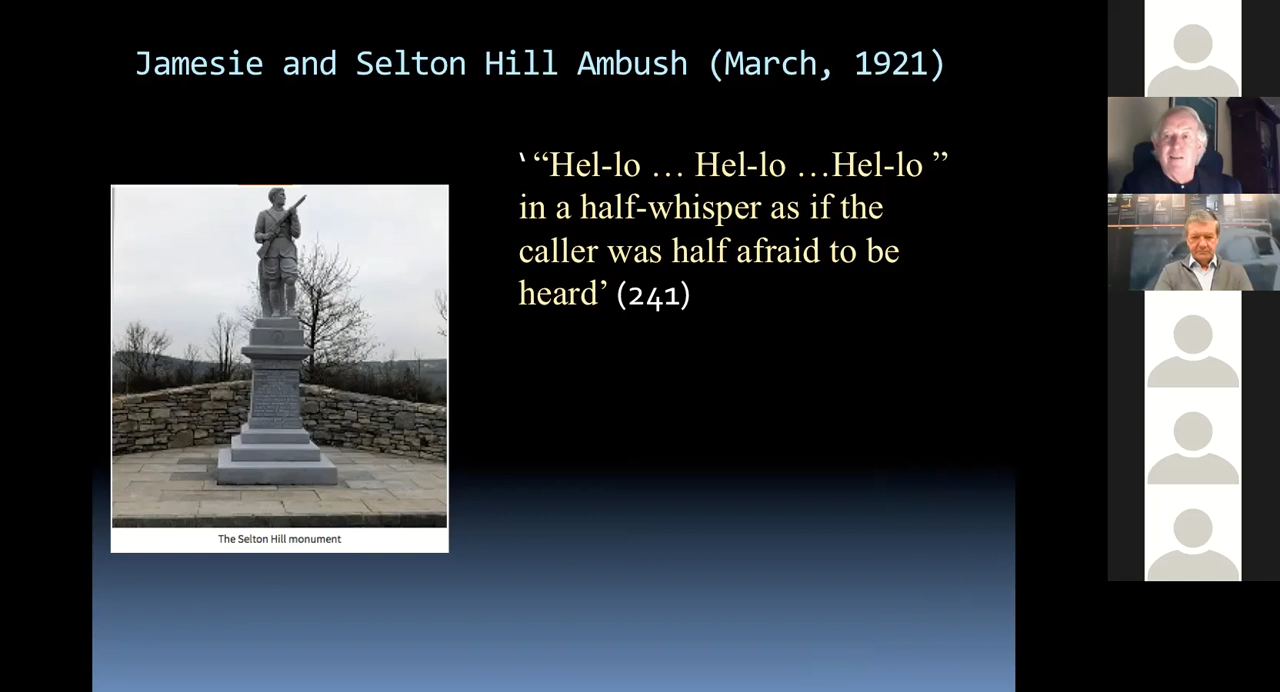 Jamesie and Selton Hill Ambush (March, 1921)
‘ “Hel-lo … Hel-lo …Hel-lo ”
in a half-whisper as if the
caller was half afraid to be
heard’ (241)
The Selton Hill monument